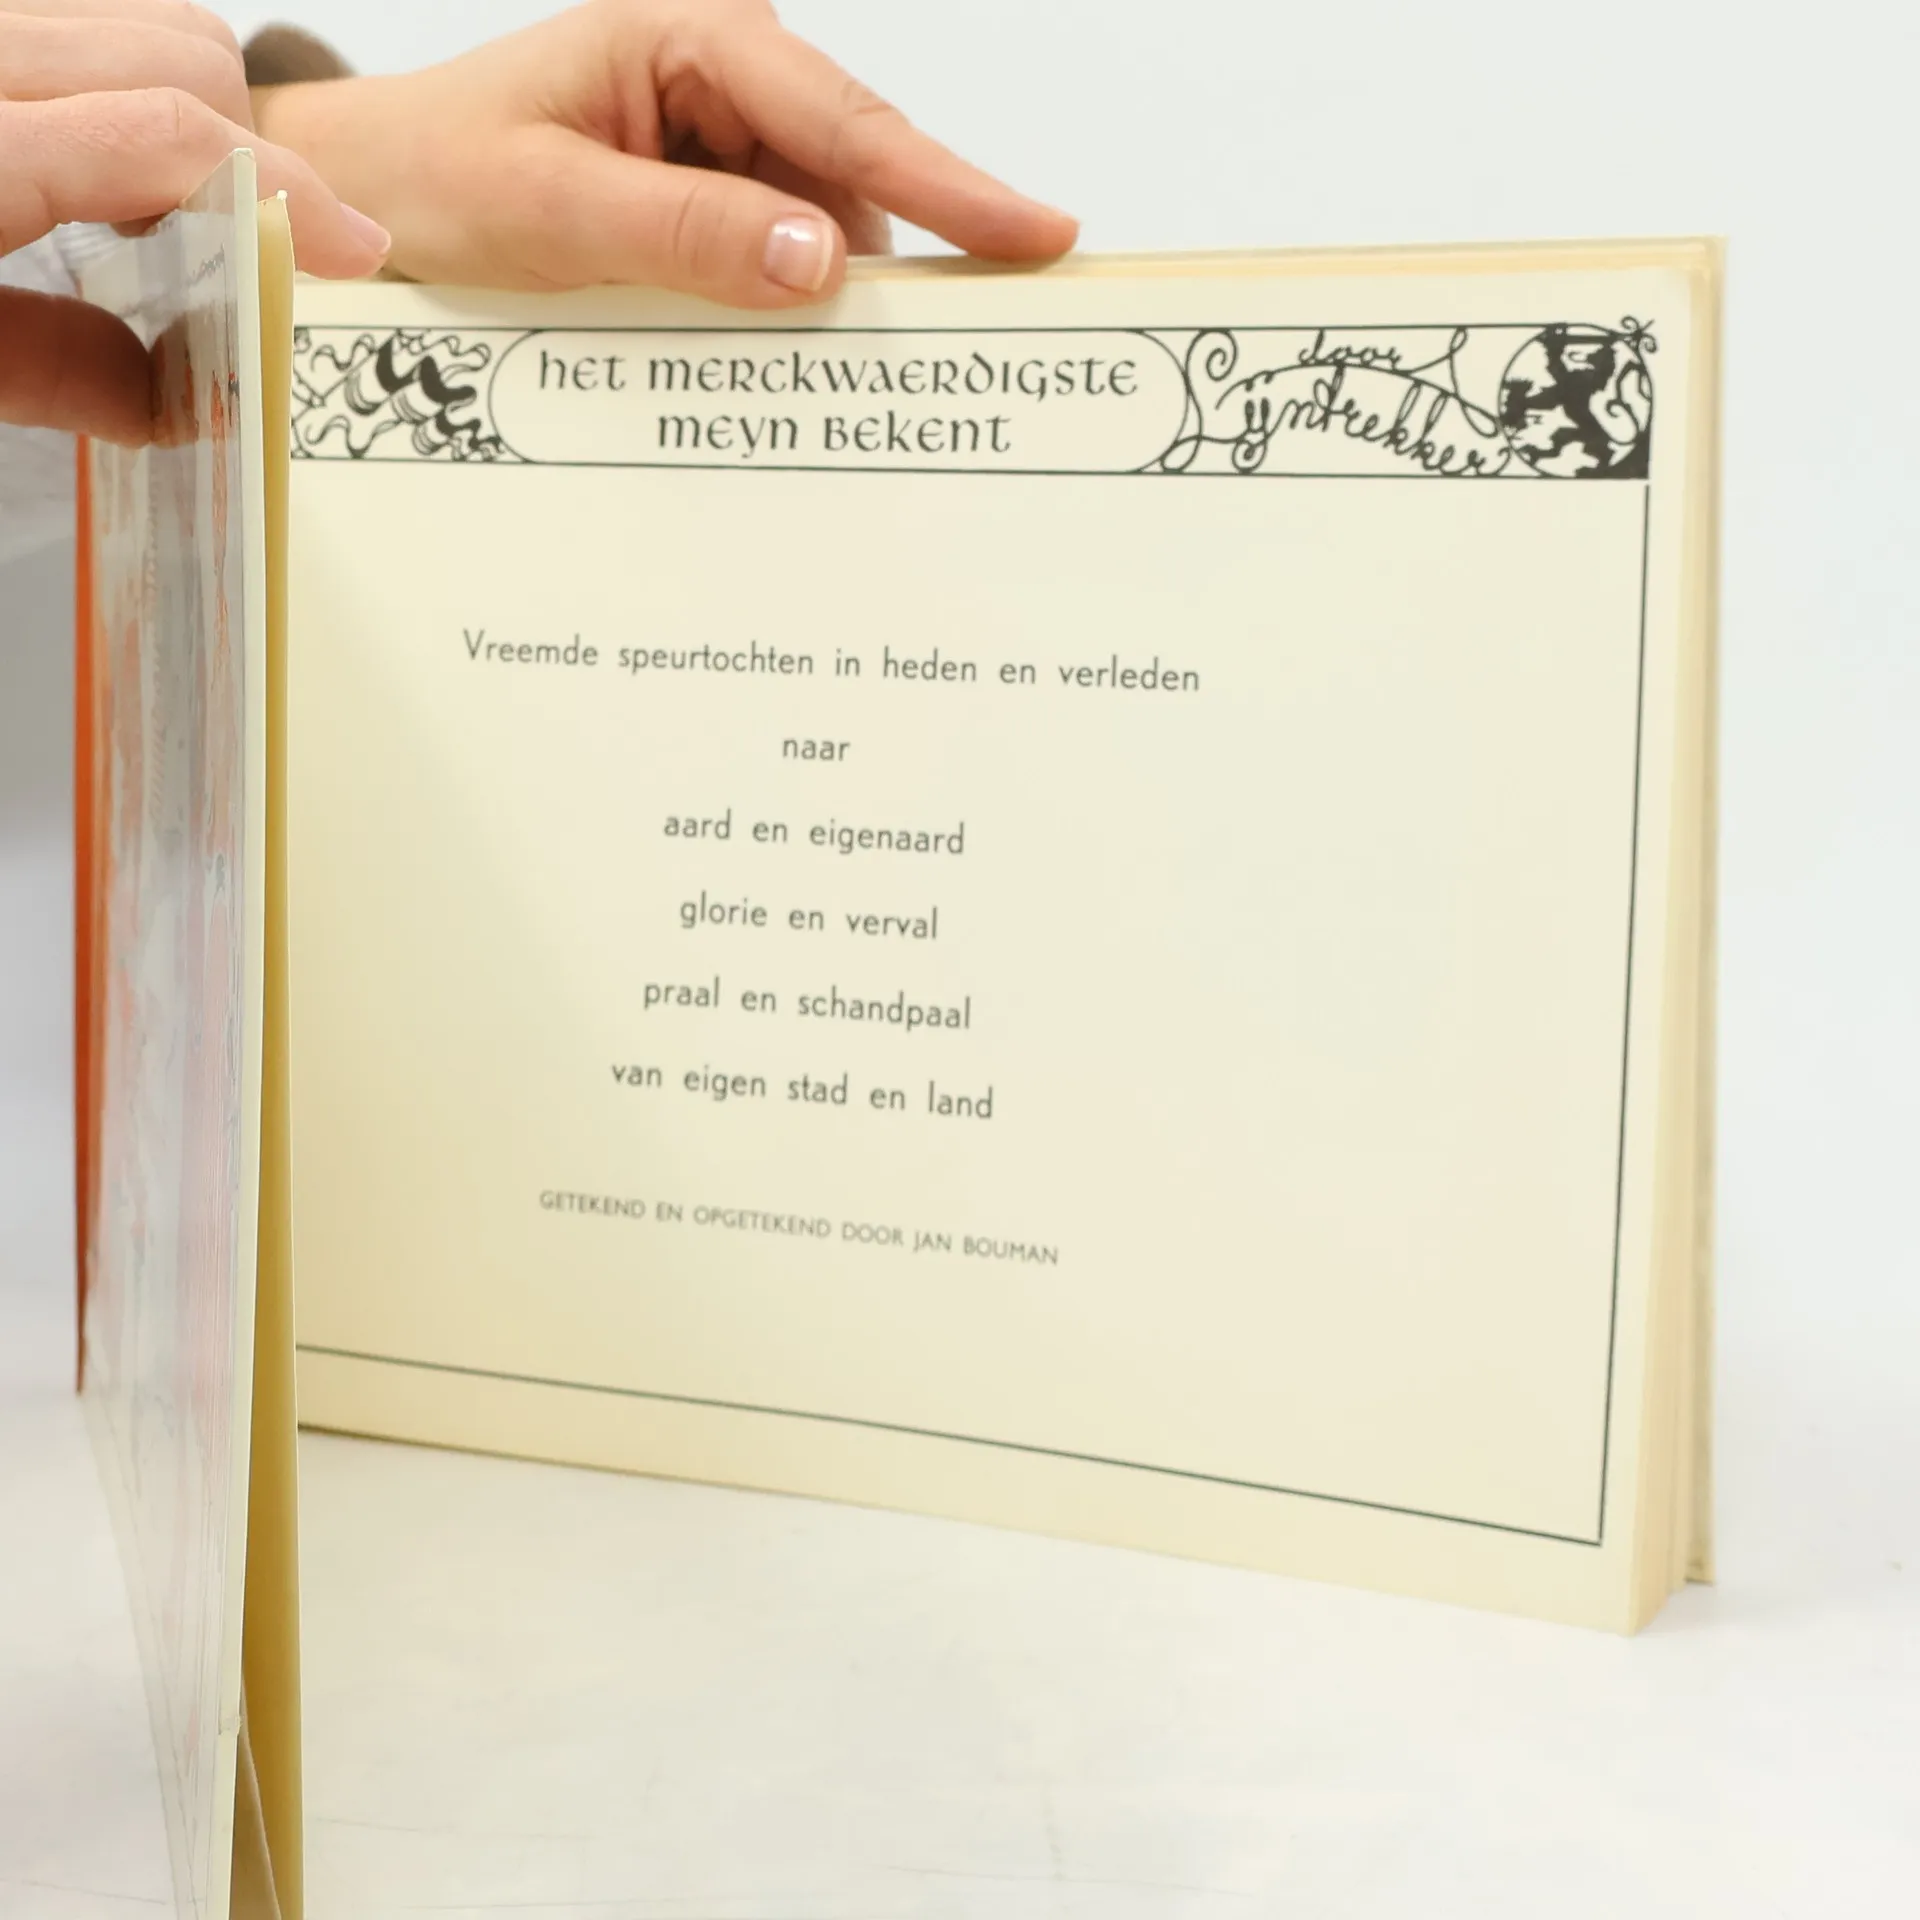 het merckwaerdigste
meyn bekent
door
Lijntrekker
Vreemde speurtochten in heden en verleden
naar
aard en eigenaard
glorie en verval
praal en schandpaal
van eigen stad en land
GETEKEND EN OPGETEKEND DOOR JAN BOUMAN